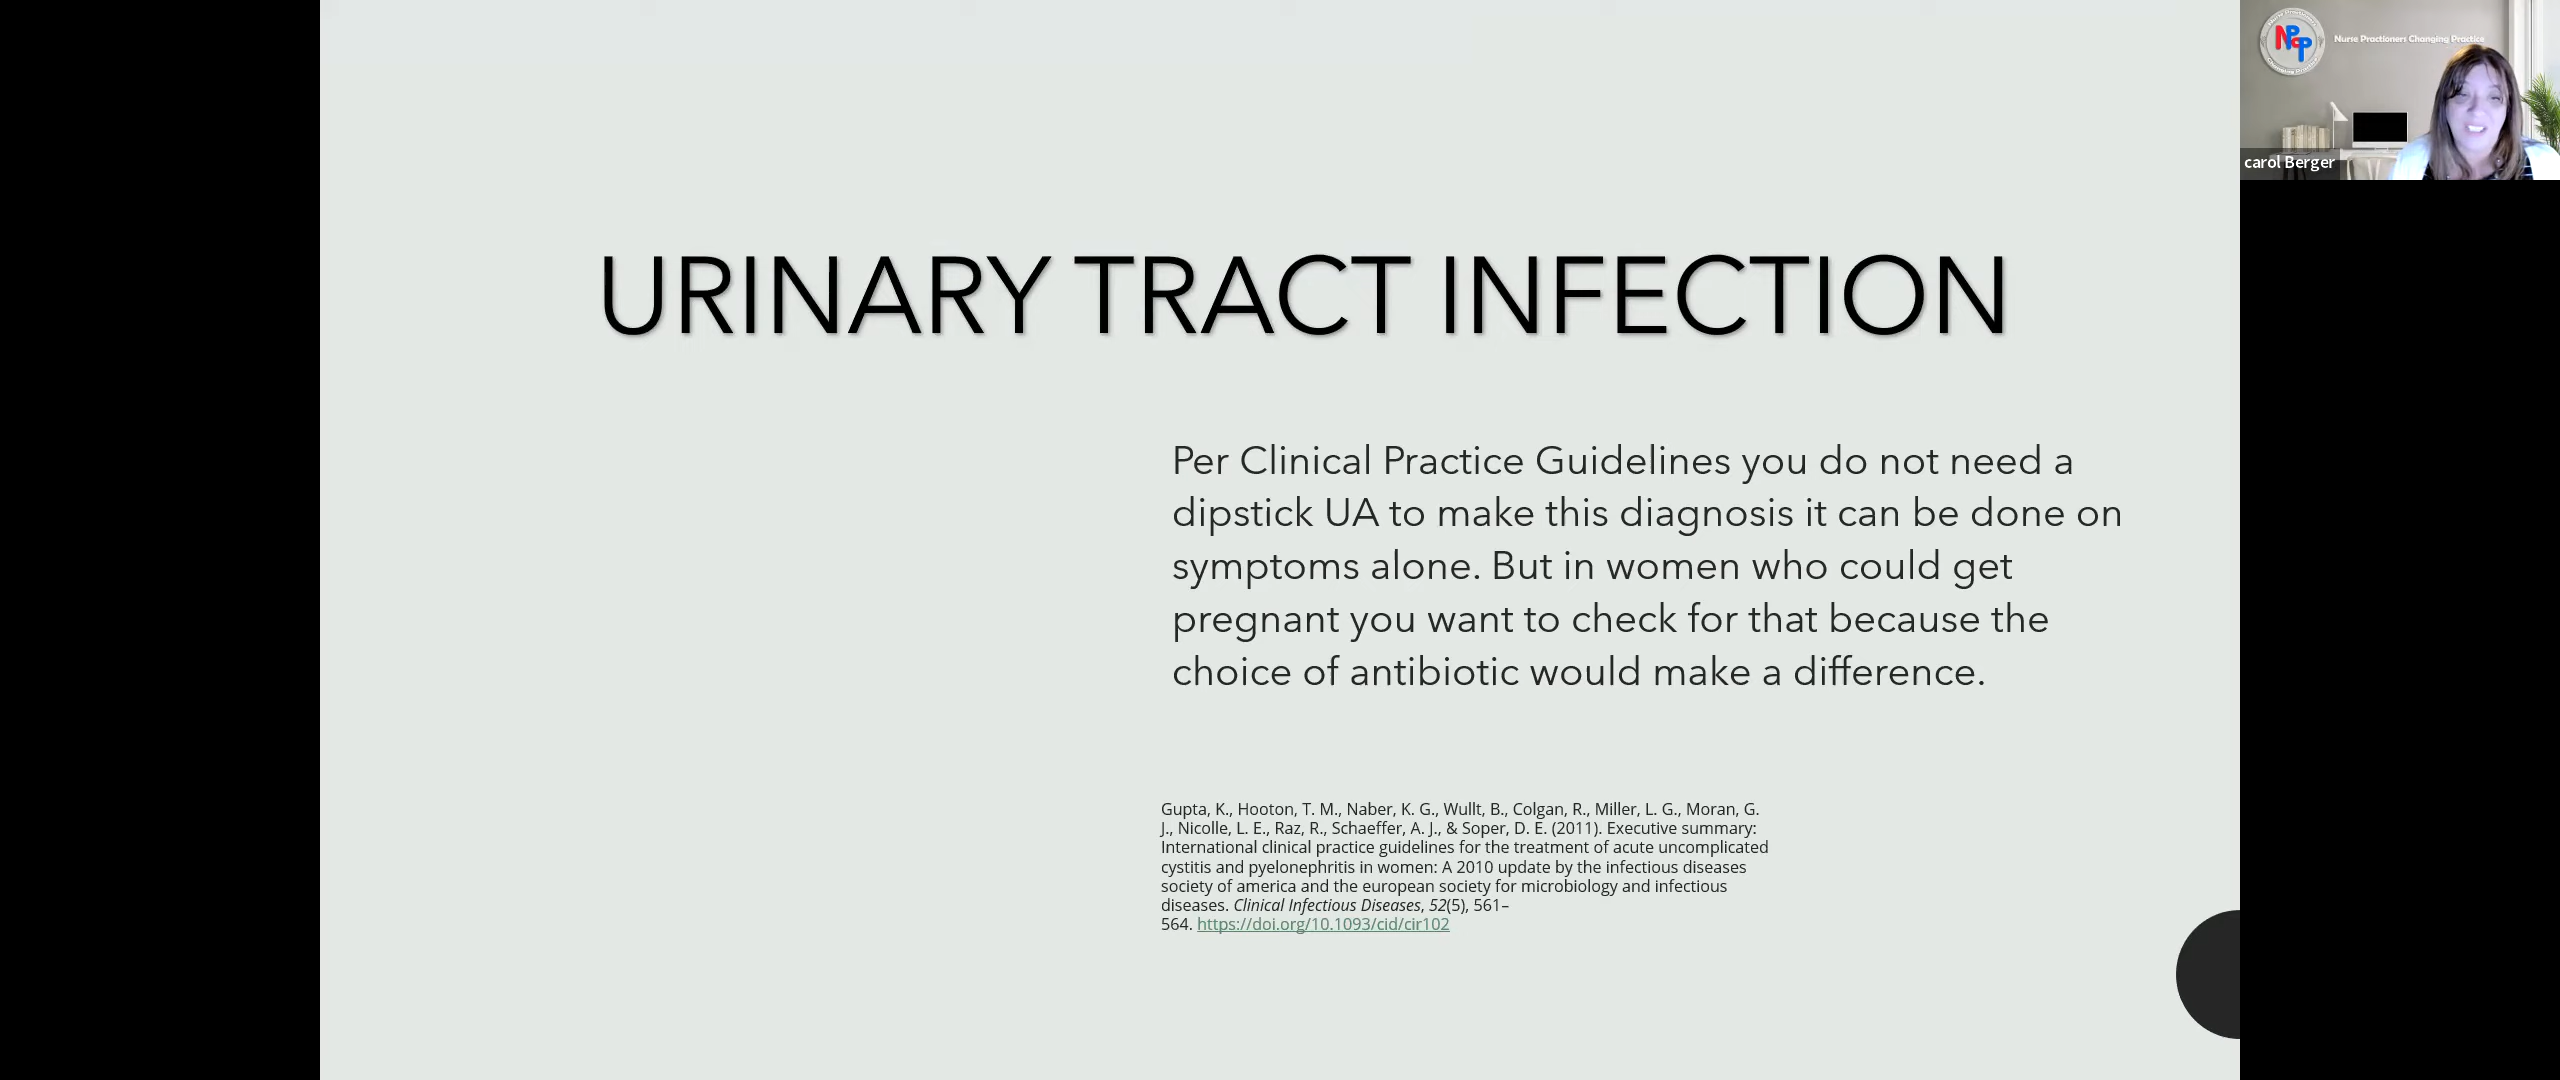 URINARY TRACT INFECTION
Per Clinical Practice Guidelines you do not need a
dipstick UA to make this diagnosis it can be done on
symptoms alone. But in women who could get
pregnant you want to check for that because the
choice of antibiotic would make a difference.
Gupta, K., Hooton, T. M., Naber, K. G., Wullt, B., Colgan, R., Miller, L. G., Moran, G.
J., Nicolle, L. E., Raz, R., Schaeffer, A. J., & Soper, D. E. (2011). Executive summary:
International clinical practice guidelines for the treatment of acute uncomplicated
cystitis and pyelonephritis in women: A 2010 update by the infectious diseases
society of america and the european society for microbiology and infectious
diseases. Clinical Infectious Diseases, 52(5), 561–
564. https://doi.org/10.1093/cid/cir102
NPcP
Nurse Practioners Changing Practice
carol Berger